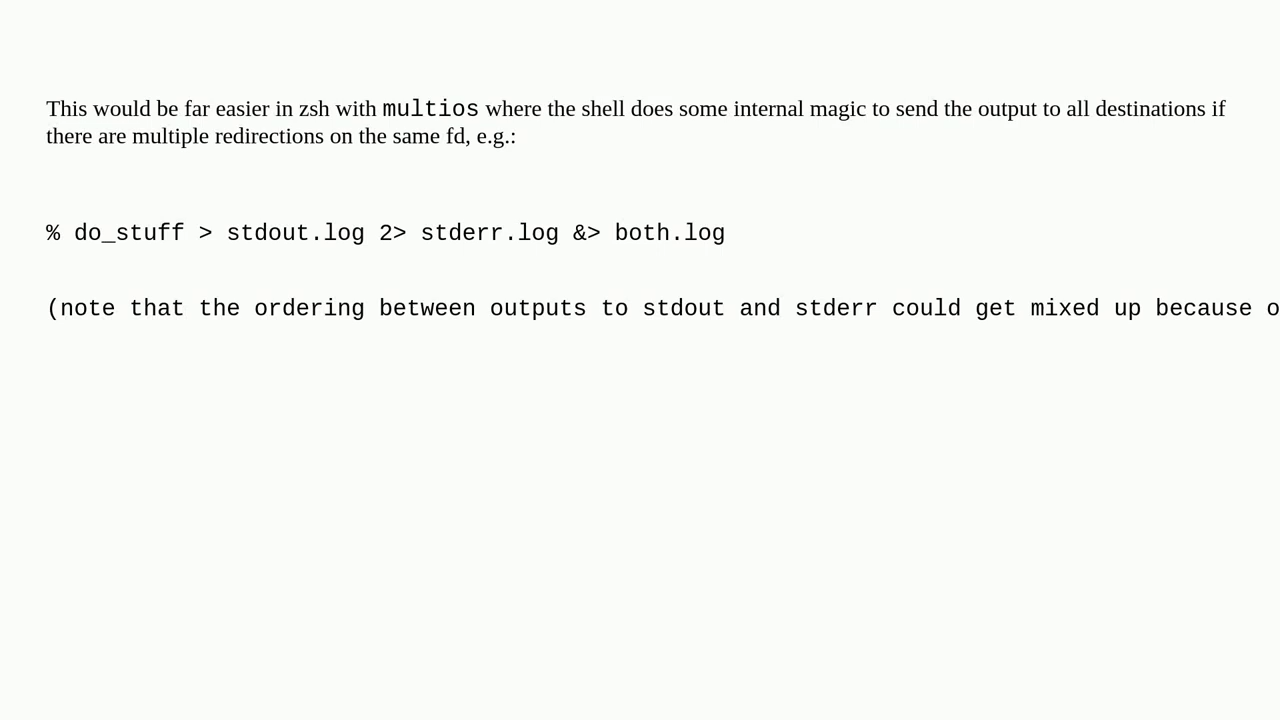 This would be far easier in zsh with multios where the shell does some internal magic to send the output to all destinations if
there are multiple redirections on the same fd, e.g.:
% do_stuff > stdout.log 2> stderr.log &> both.log
(note that the ordering between outputs to stdout and stderr could get mixed up because